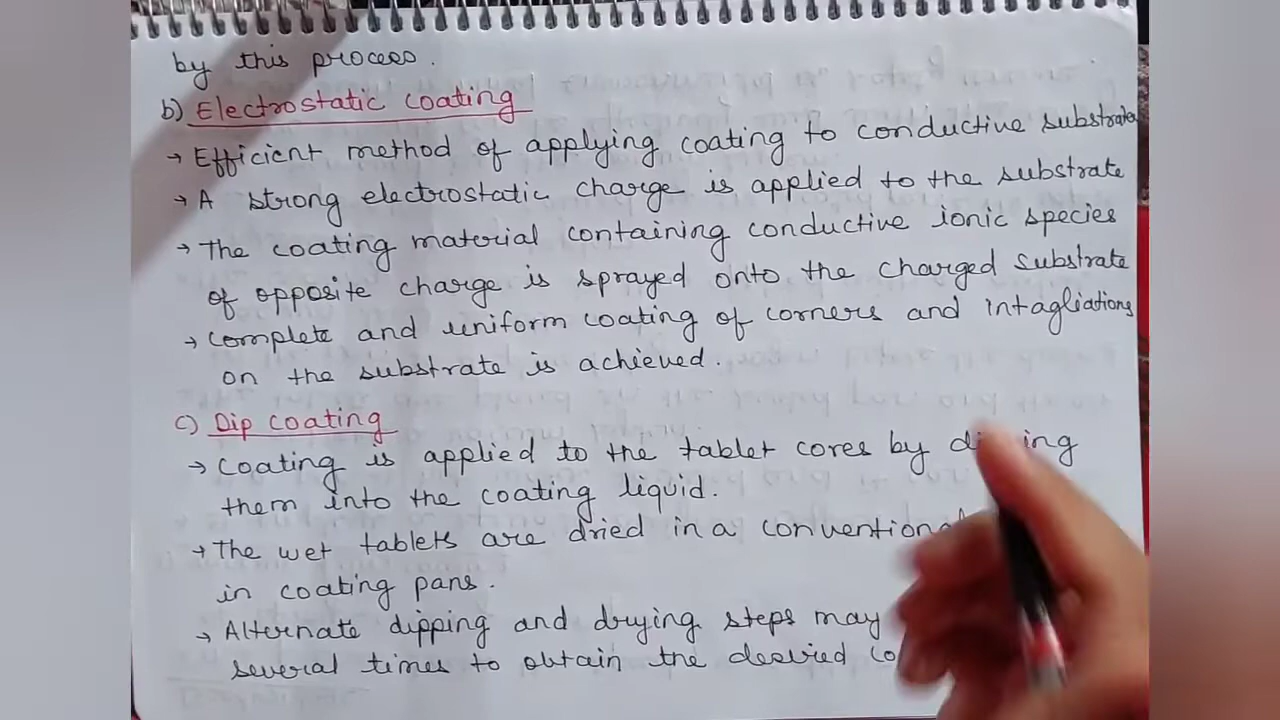 by this process.
b) Electrostatic coating
→ Efficient method of applying coating to conductive substrate
→ A strong electrostatic charge is applied to the substrate
→ The coating material containing conductive ionic species
of opposite charge is sprayed onto the charged substrate
→ complete and uniform coating of corners and intagliations
on the substrate is achieved.
c) Dip coating
→ coating is applied to the tablet cores by
them into the coating liquid.
→ The wet tablets are dried in a conventional
in coating pans.
→ Alternate dipping and drying steps may
several times to obtain the desired